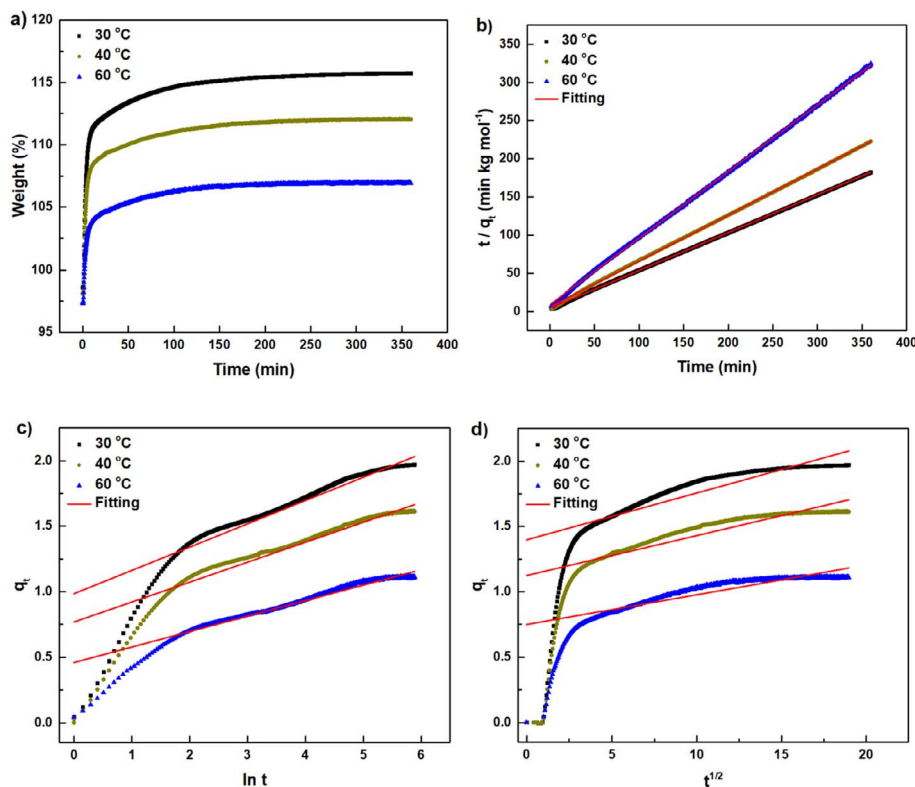 a)
120
115
110
105
100
95
Weight (%)
30 °C
40 °C
60 °C
0 50 100 150 200 250 300 350 400
Time (min)
b)
350
300
250
200
150
100
50
0
t / qt (min kg mol-1)
30 °C
40 °C
60 °C
Fitting
0 50 100 150 200 250 300 350 400
Time (min)
c)
2.0
1.5
1.0
0.5
0.0
qt
30 °C
40 °C
60 °C
Fitting
0 1 2 3 4 5 6
ln t
d)
2.0
1.5
1.0
0.5
0.0
qt
30 °C
40 °C
60 °C
Fitting
0 5 10 15 20
t1/2